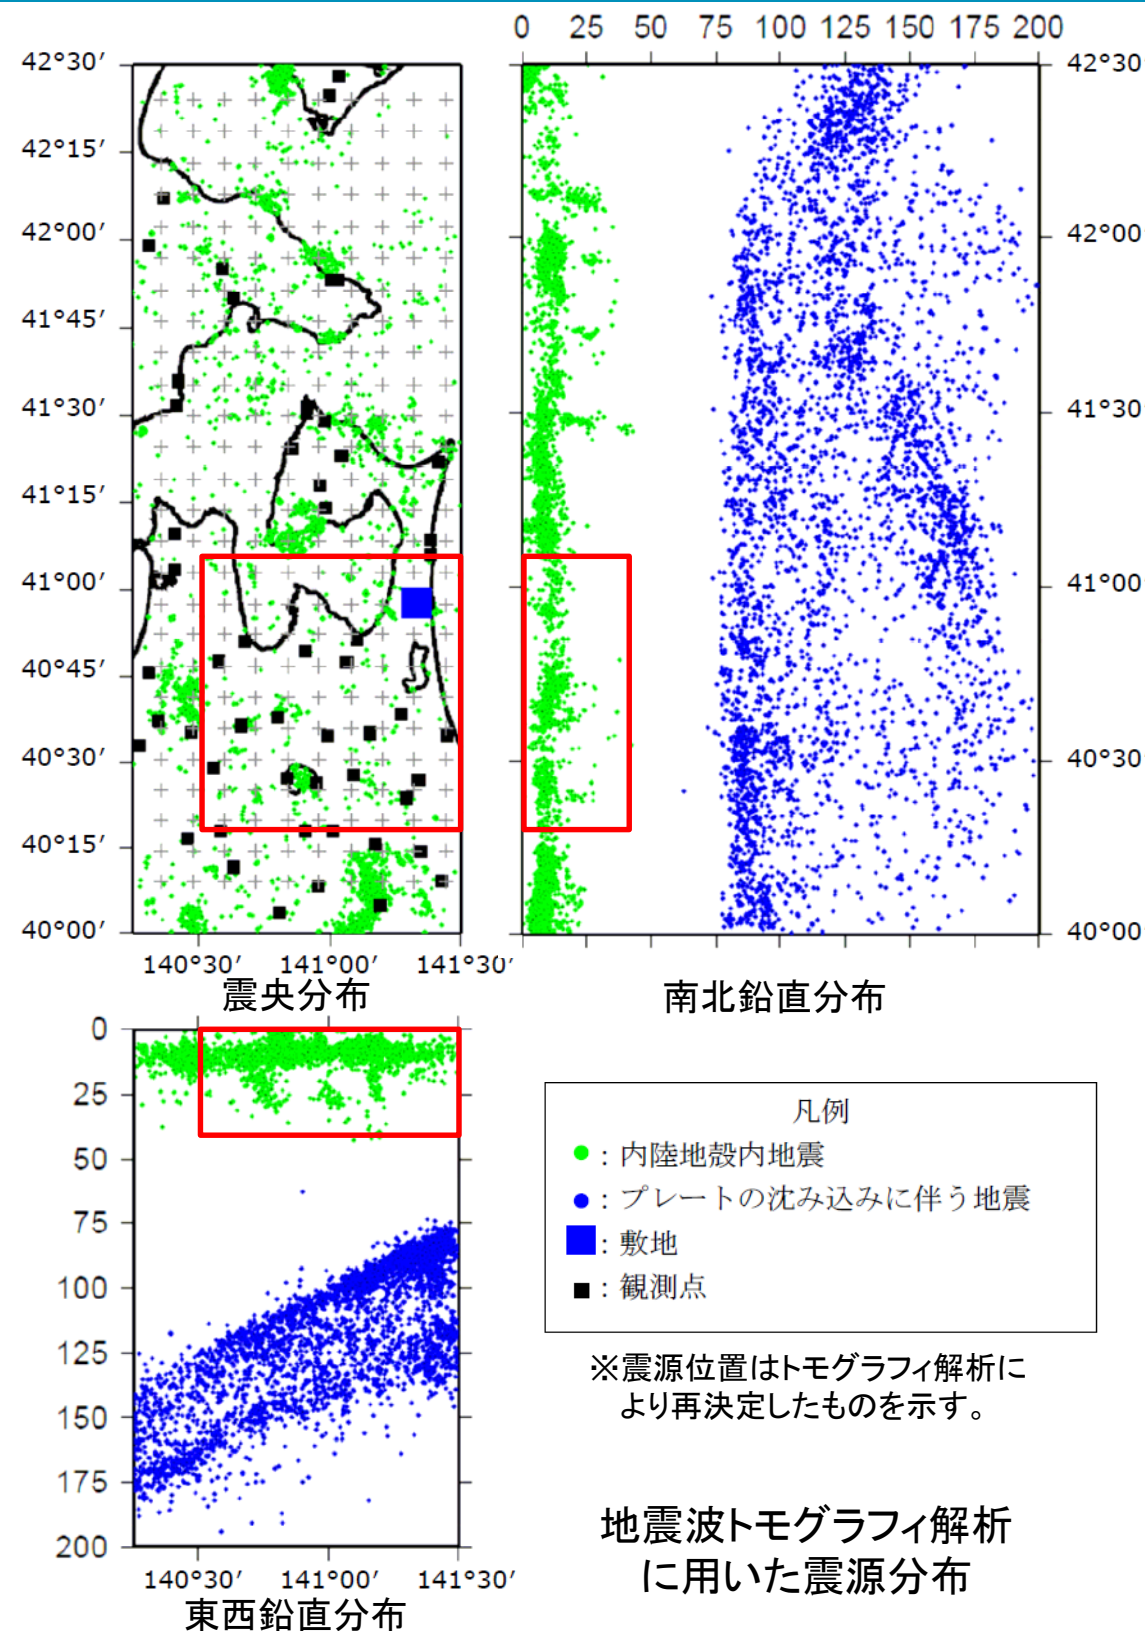 0 25 50 75 100 125 150 175 200
42°30′
42°15′
42°00′
41°45′
41°30′
41°15′
41°00′
40°45′
40°30′
40°15′
40°00′
140°30′ 141°00′ 141°30′
震央分布
42°30
42°00
41°30
41°00
40°30
40°00
南北鉛直分布
0
25
50
75
100
125
150
175
200
140°30′ 141°00′ 141°30′
東西鉛直分布
凡例
：内陸地殻内地震
：プレートの沈み込みに伴う地震
：敷地
：観測点
※震源位置はトモグラフィ解析に
より再決定したものを示す。
地震波トモグラフィ解析
に用いた震源分布